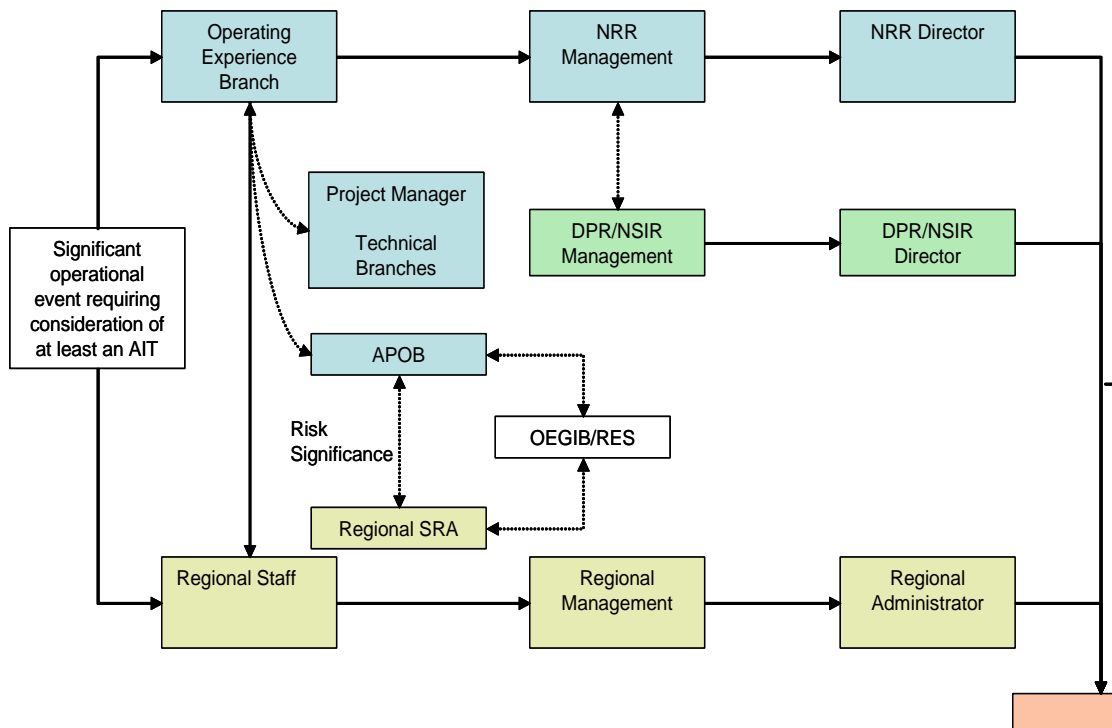 Operating
Experience
Branch
NRR
Management
NRR Director
Project Manager
Technical
Branches
DPR/NSIR
Management
DPR/NSIR
Director
Significant
operational
event requiring
consideration of
at least an AIT
APOB
Risk
Significance
OEGIB/RES
Regional SRA
Regional Staff
Regional
Management
Regional
Administrator